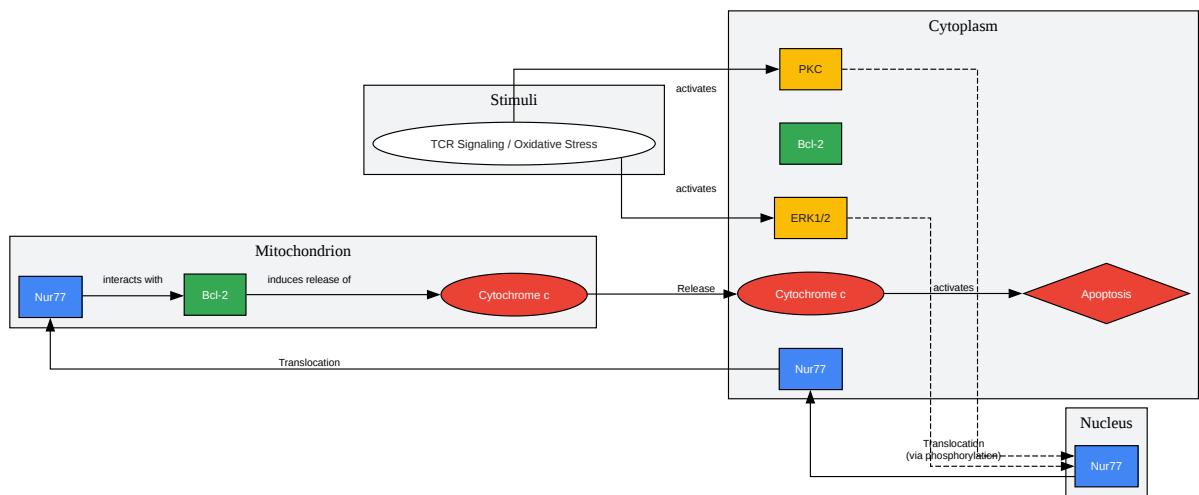 Cytoplasm
PKC
activates
Stimuli
TCR Signaling / Oxidative Stress
Bcl-2
activates
ERK1/2
Mitochondrion
Nur77
interacts with
Bcl-2
induces release of
Cytochrome c
Release
Cytochrome c
activates
Apoptosis
Translocation
Nur77
Nucleus
Translocation
(via phosphorylation)
Nur77